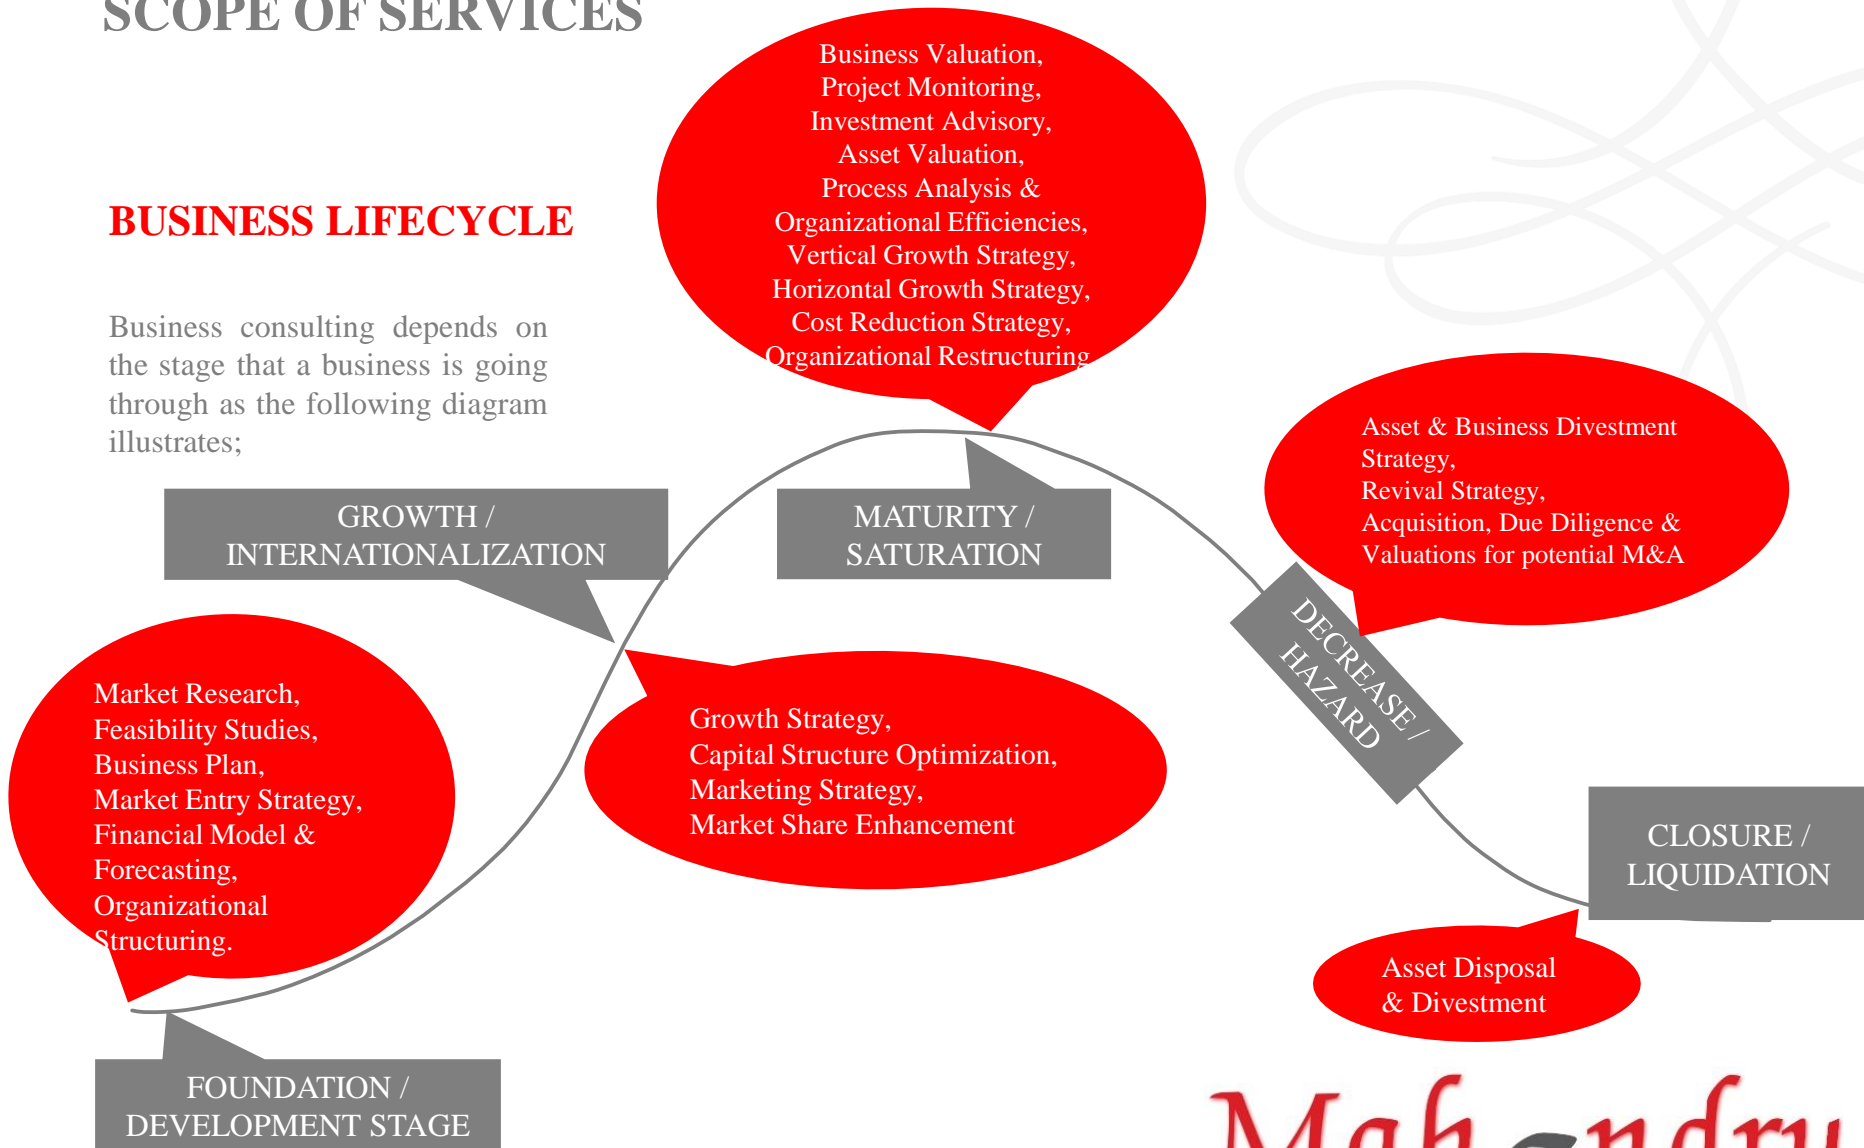 SCOPE OF SERVICES
BUSINESS LIFECYCLE
Business consulting depends on
the stage that a business is going
through as the following diagram
illustrates;
Business Valuation,
Project Monitoring,
Investment Advisory,
Asset Valuation,
Process Analysis &
Organizational Efficiencies,
Vertical Growth Strategy,
Horizontal Growth Strategy,
Cost Reduction Strategy,
Organizational Restructuring
GROWTH /
INTERNATIONALIZATION
MATURITY /
SATURATION
Asset & Business Divestment
Strategy,
Revival Strategy,
Acquisition, Due Diligence &
Valuations for potential M&A
DECREASE /
HAZARD
Market Research,
Feasibility Studies,
Business Plan,
Market Entry Strategy,
Financial Model &
Forecasting,
Organizational
Structuring.
Growth Strategy,
Capital Structure Optimization,
Marketing Strategy,
Market Share Enhancement
CLOSURE /
LIQUIDATION
Asset Disposal
& Divestment
FOUNDATION /
DEVELOPMENT STAGE